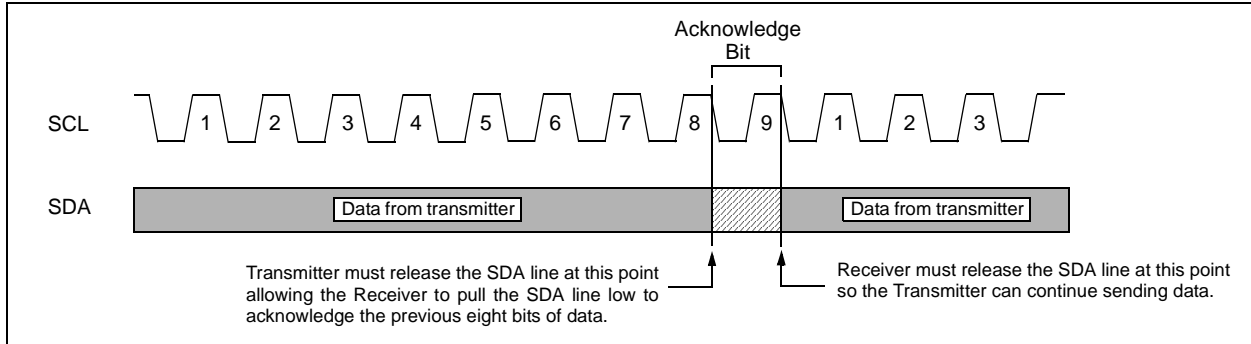 Acknowledge
Bit
SCL
1 2 3 4 5 6 7 8 9 1 2 3
SDA
Data from transmitter
Data from transmitter
Transmitter must release the SDA line at this point
allowing the Receiver to pull the SDA line low to
acknowledge the previous eight bits of data.
Receiver must release the SDA line at this point
so the Transmitter can continue sending data.